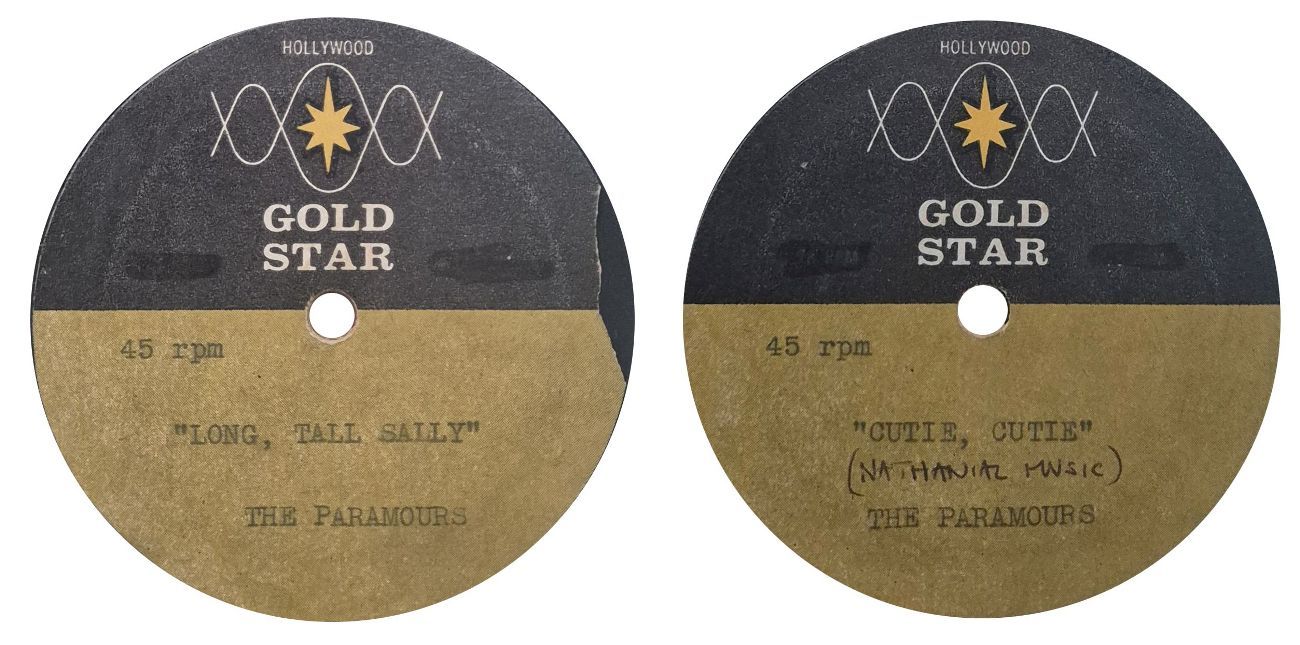 HOLLYWOOD
GOLD
STAR
45 rpm
"LONG, TALL SALLY"
THE PARAMOURS
HOLLYWOOD
GOLD
STAR
45 rpm
"CUTIE, CUTIE"
(NATHANIAL MUSIC)
THE PARAMOURS